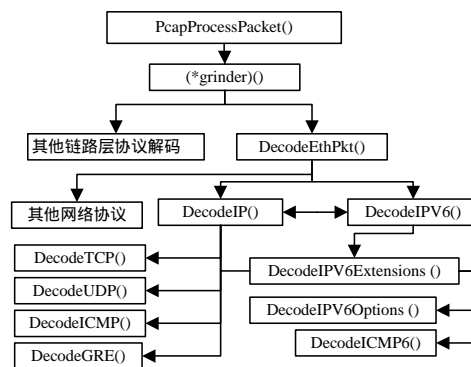 PcapProcessPacket()
(*grinder)()
其他链路层协议解码
DecodeEthPkt()
其他网络协议
DecodeIP()
DecodeIPV6()
DecodeTCP()
DecodeIPV6Extensions ()
DecodeUDP()
DecodeIPV6Options ()
DecodeICMP()
DecodeICMP6()
DecodeGRE()